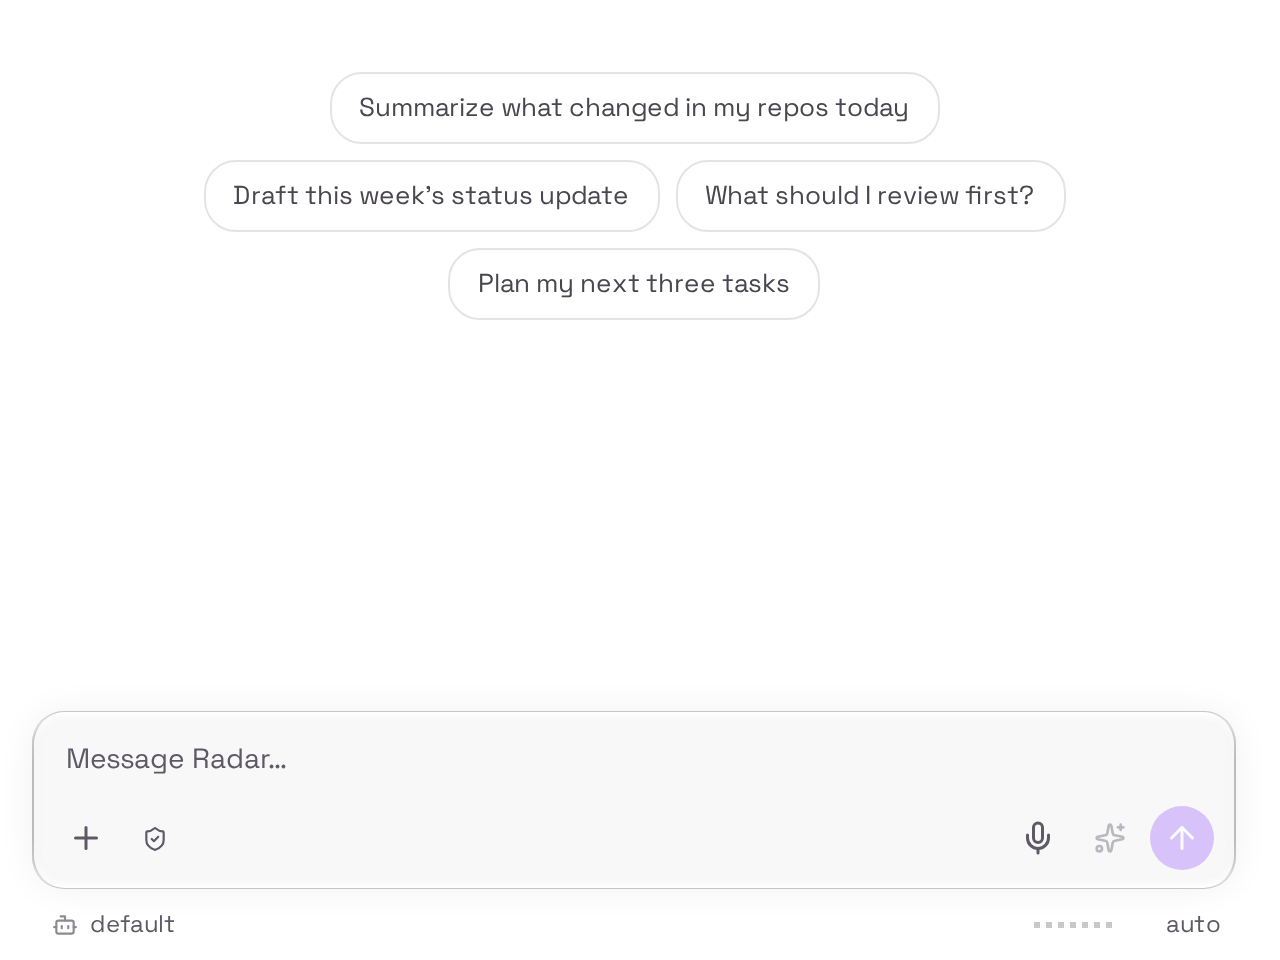 Summarize what changed in my repos today
Draft this week’s status update
What should I review first?
Plan my next three tasks
Message Radar…
default
auto